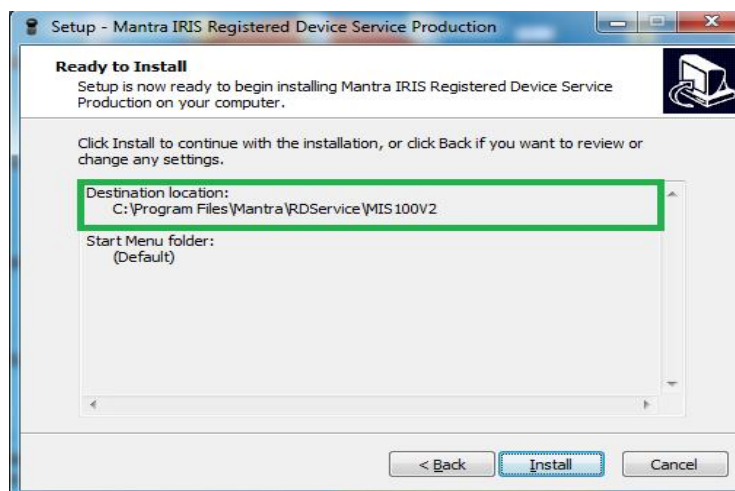 Setup - Mantra IRIS Registered Device Service Production
Ready to Install
Setup is now ready to begin installing Mantra IRIS Registered Device Service
Production on your computer.
Click Install to continue with the installation, or click Back if you want to review or
change any settings.
Destination location:
C:\Program Files\Mantra\RDService\MIS100V2
Start Menu folder:
(Default)
< Back
Install
Cancel